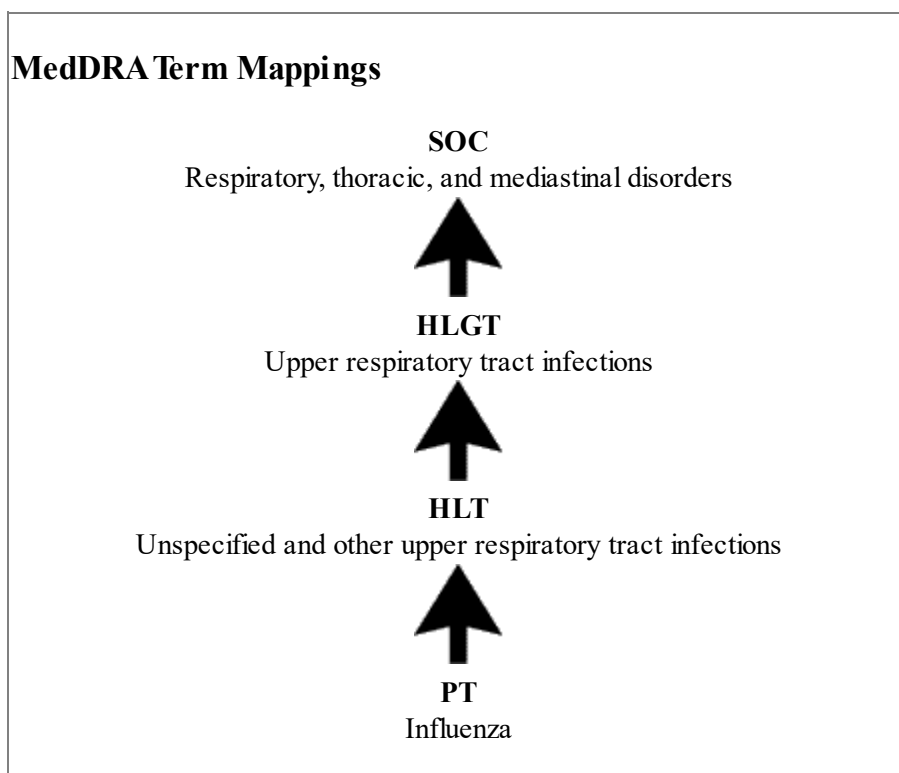 MedDRA Term Mappings
SOC
Respiratory, thoracic, and mediastinal disorders
HLGT
Upper respiratory tract infections
HLT
Unspecified and other upper respiratory tract infections
PT
Influenza